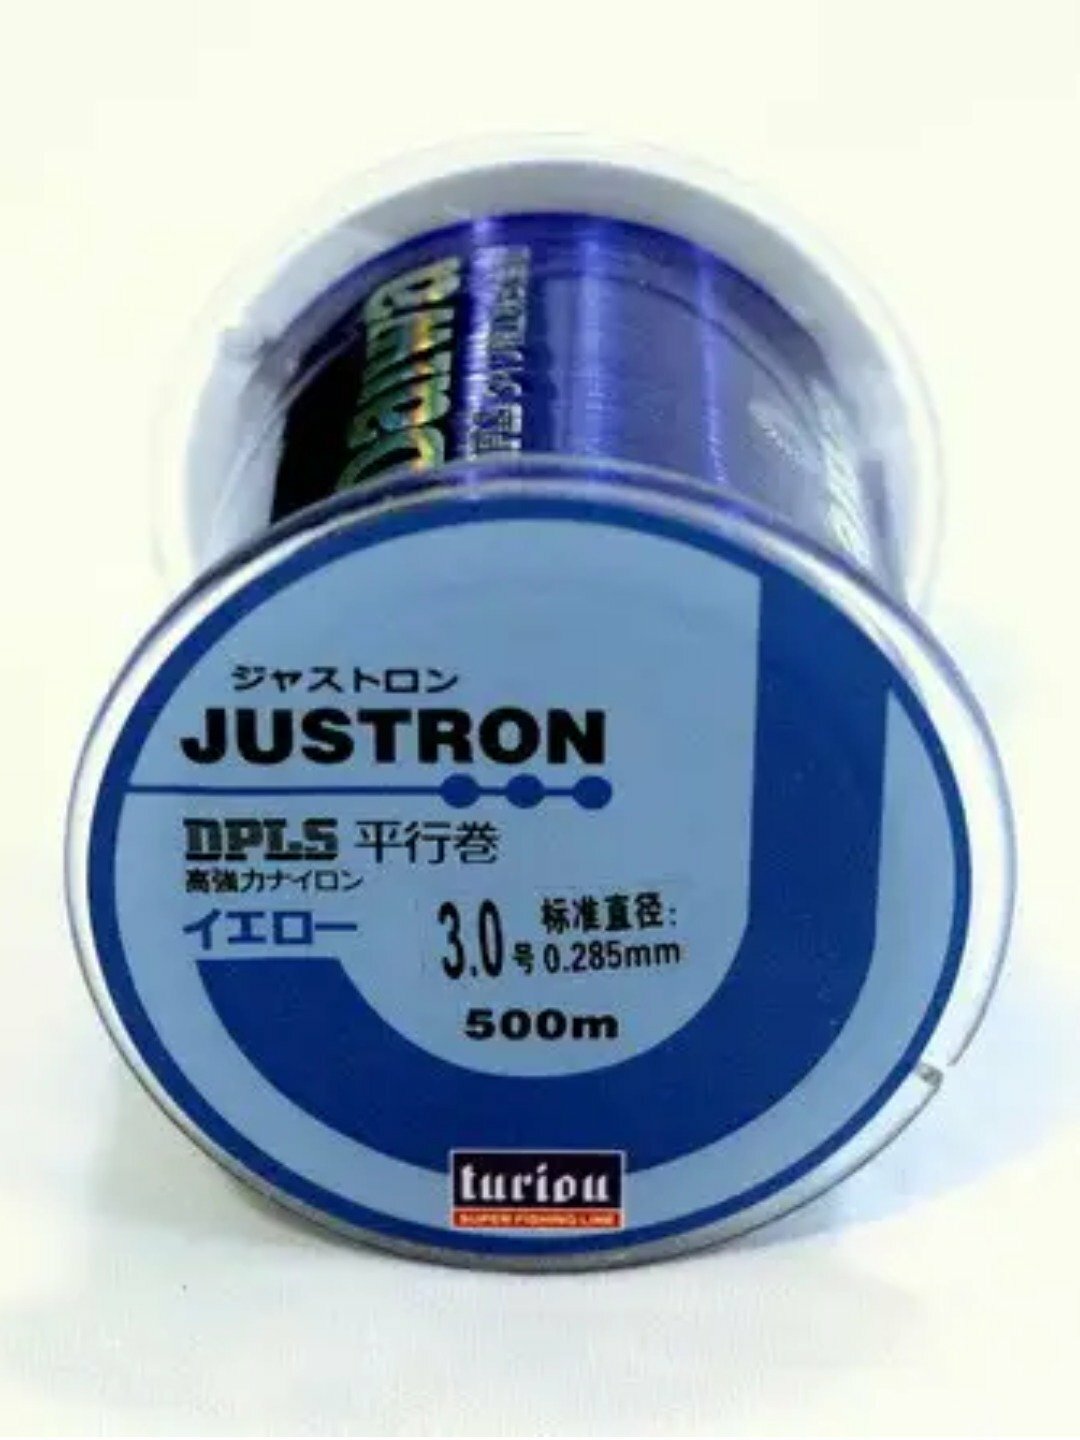 ジャストロン
JUSTRON
DPLS 平行巻
高強力ナイロン
イエロー
3.0号 标准直径:
0.285mm
500m
turiou
SUPER FISHING LINE